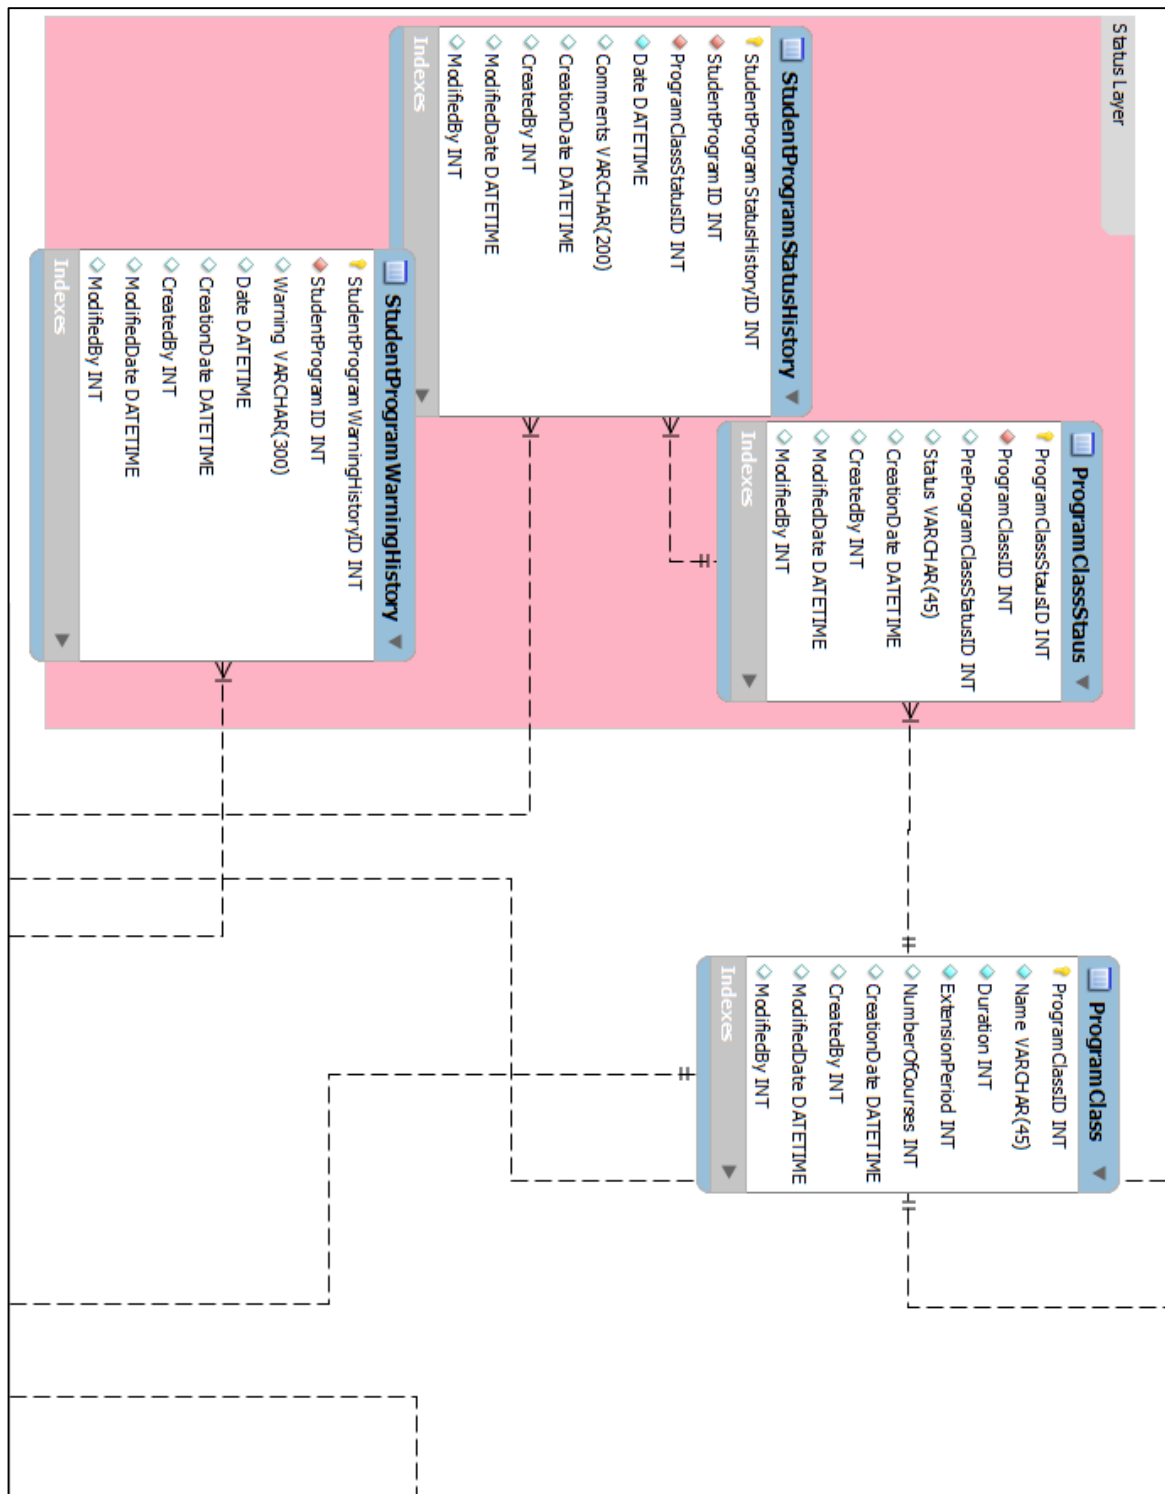 Status Layer
StudentProgramStatusHistory
StudentProgramStatusHistoryID INT
StudentProgramID INT
ProgramClassStatusID INT
Date DATETIME
Comments VARCHAR(200)
CreationDate DATETIME
CreatedBy INT
ModifiedDate DATETIME
ModifiedBy INT
Indexes
ProgramClassStaus
ProgramClassStausID INT
ProgramClassID INT
PreProgramClassStatusID INT
Status VARCHAR(45)
CreationDate DATETIME
CreatedBy INT
ModifiedDate DATETIME
ModifiedBy INT
Indexes
StudentProgramWarningHistory
StudentProgramWarningHistoryID INT
StudentProgramID INT
Warning VARCHAR(300)
Date DATETIME
CreationDate DATETIME
CreatedBy INT
ModifiedDate DATETIME
ModifiedBy INT
Indexes
ProgramClass
ProgramClassID INT
Name VARCHAR(45)
Duration INT
ExtensionPeriod INT
NumberOfCourses INT
CreationDate DATETIME
CreatedBy INT
ModifiedDate DATETIME
ModifiedBy INT
Indexes